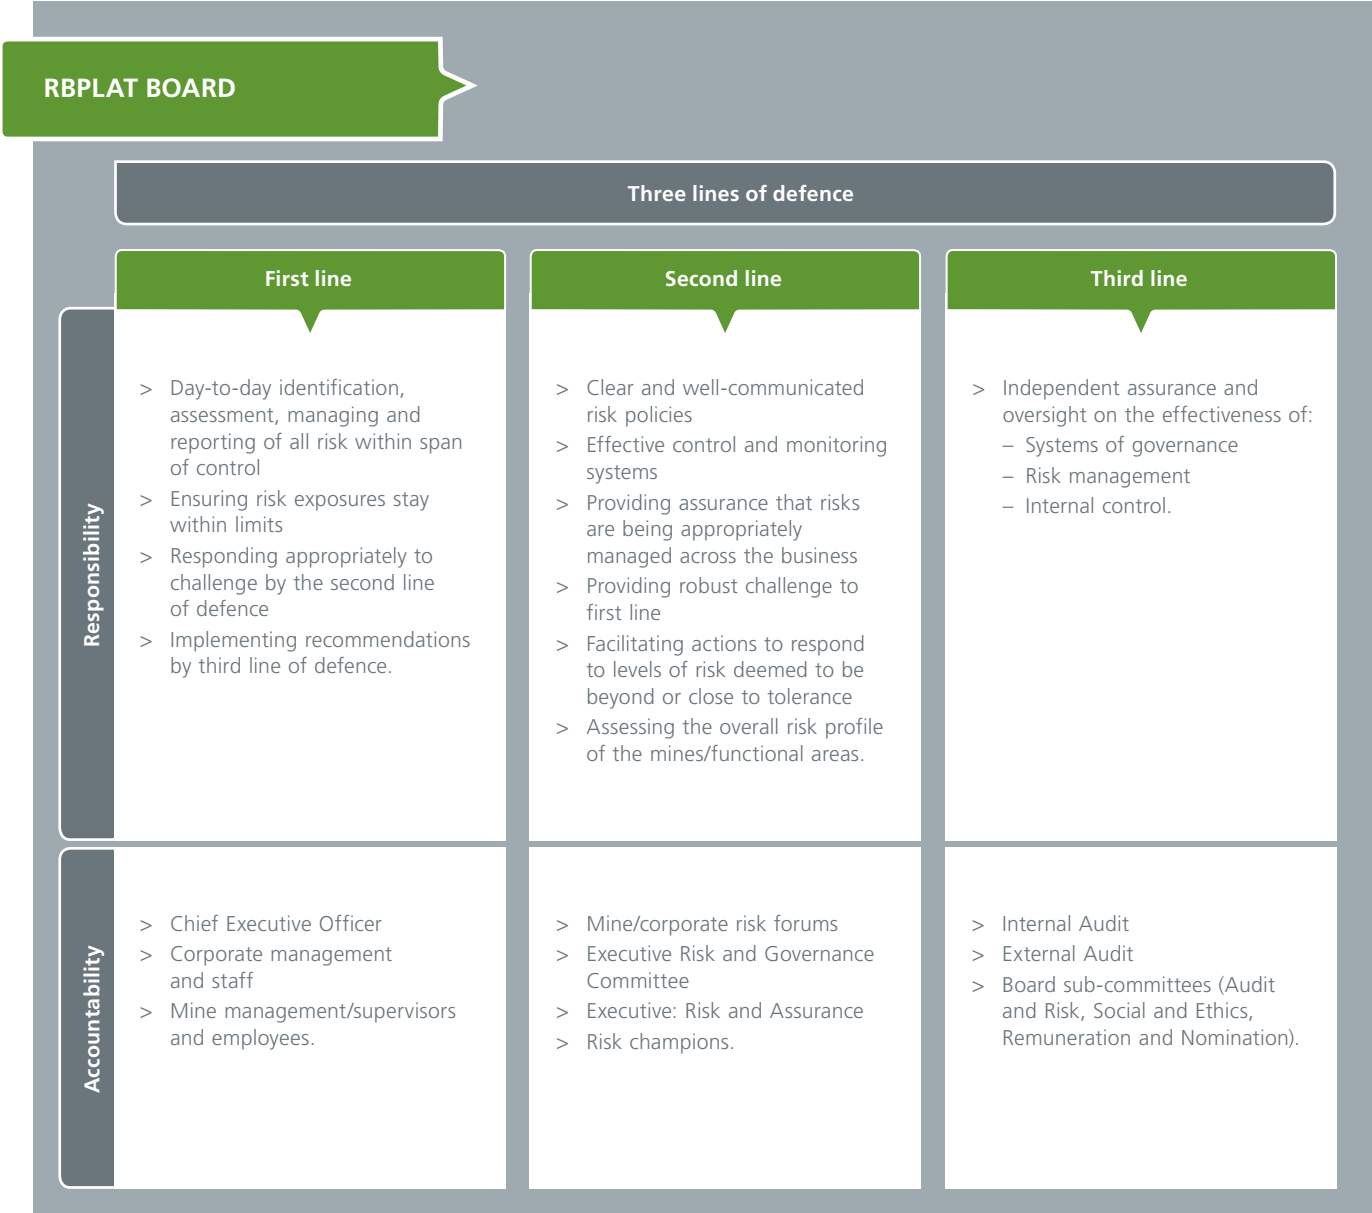 RBPLAT BOARD
Three lines of defence
First line
Second line
Third line
Responsibility
> Day-to-day identification,
assessment, managing and
reporting of all risk within span
of control
> Ensuring risk exposures stay
within limits
> Responding appropriately to
challenge by the second line
of defence
> Implementing recommendations
by third line of defence.
> Clear and well-communicated
risk policies
> Effective control and monitoring
systems
> Providing assurance that risks
are being appropriately
managed across the business
> Providing robust challenge to
first line
> Facilitating actions to respond
to levels of risk deemed to be
beyond or close to tolerance
> Assessing the overall risk profile
of the mines/functional areas.
> Independent assurance and
oversight on the effectiveness of:
– Systems of governance
– Risk management
– Internal control.
Accountability
> Chief Executive Officer
> Corporate management
and staff
> Mine management/supervisors
and employees.
> Mine/corporate risk forums
> Executive Risk and Governance
Committee
> Executive: Risk and Assurance
> Risk champions.
> Internal Audit
> External Audit
> Board sub-committees (Audit
and Risk, Social and Ethics,
Remuneration and Nomination).